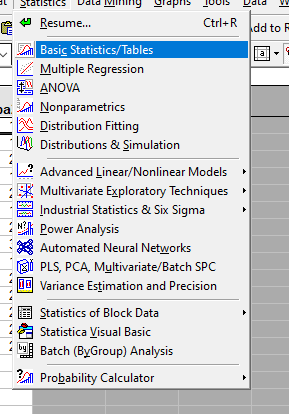 Statistics Data Mining Graphs Tools Data
Resume... Ctrl+R
Add to R
Basic Statistics/Tables
Multiple Regression
ANOVA
Nonparametrics
Distribution Fitting
Distributions & Simulation
Advanced Linear/Nonlinear Models
Multivariate Exploratory Techniques
Industrial Statistics & Six Sigma
Power Analysis
Automated Neural Networks
PLS, PCA, Multivariate/Batch SPC
Variance Estimation and Precision
Statistics of Block Data
Statistica Visual Basic
Batch (ByGroup) Analysis
Probability Calculator